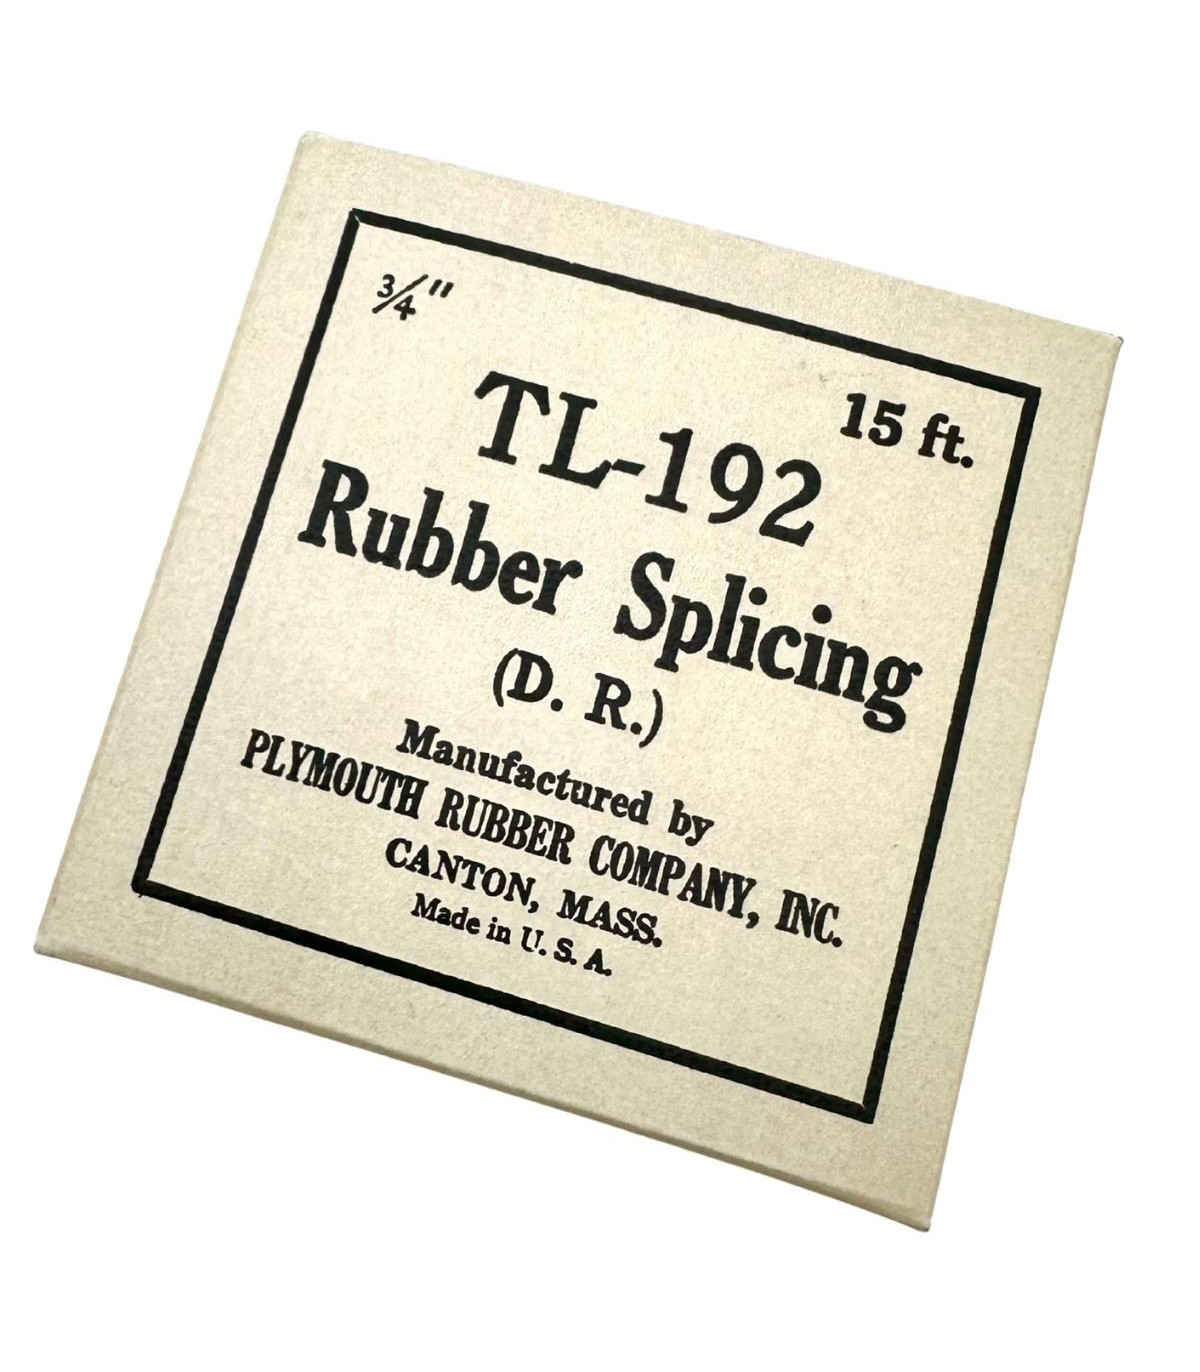 ¾"
15 ft.
TL-192
Rubber Splicing
(D. R.)
Manufactured by
PLYMOUTH RUBBER COMPANY, INC.
CANTON, MASS.
Made in U. S. A.